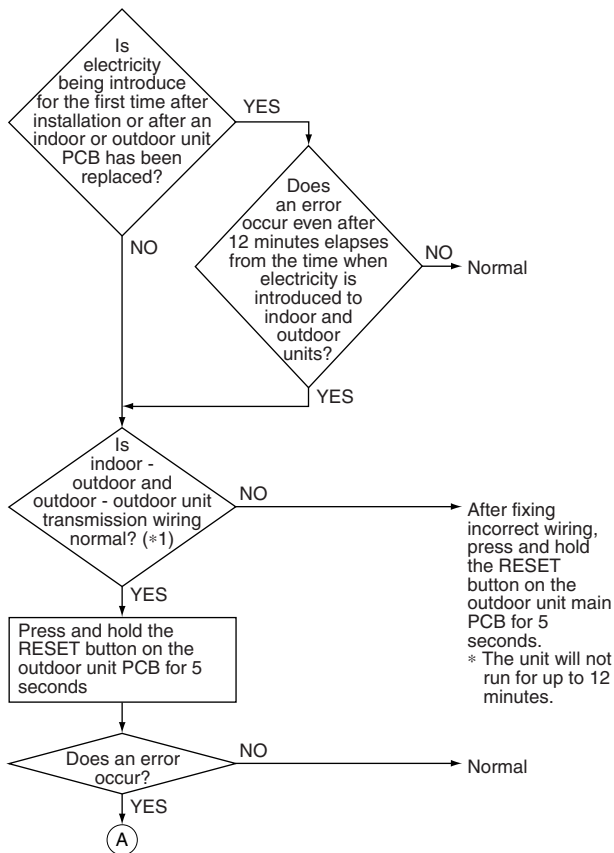 Is
electricity
being introduce
for the first time after
installation or after an
indoor or outdoor unit
PCB has been
replaced?
YES
NO
Does
an error
occur even after
12 minutes elapses
from the time when
electricity is
introduced to
indoor and
outdoor
units?
NO
Normal
YES
Is
indoor -
outdoor and
outdoor - outdoor unit
transmission wiring
normal? (*1)
NO
After fixing
incorrect wiring,
press and hold
the RESET
button on the
outdoor unit main
PCB for 5
seconds.
* The unit will not
run for up to 12
minutes.
YES
Press and hold the
RESET button on the
outdoor unit PCB for 5
seconds
Does an error
occur?
NO
Normal
YES
A